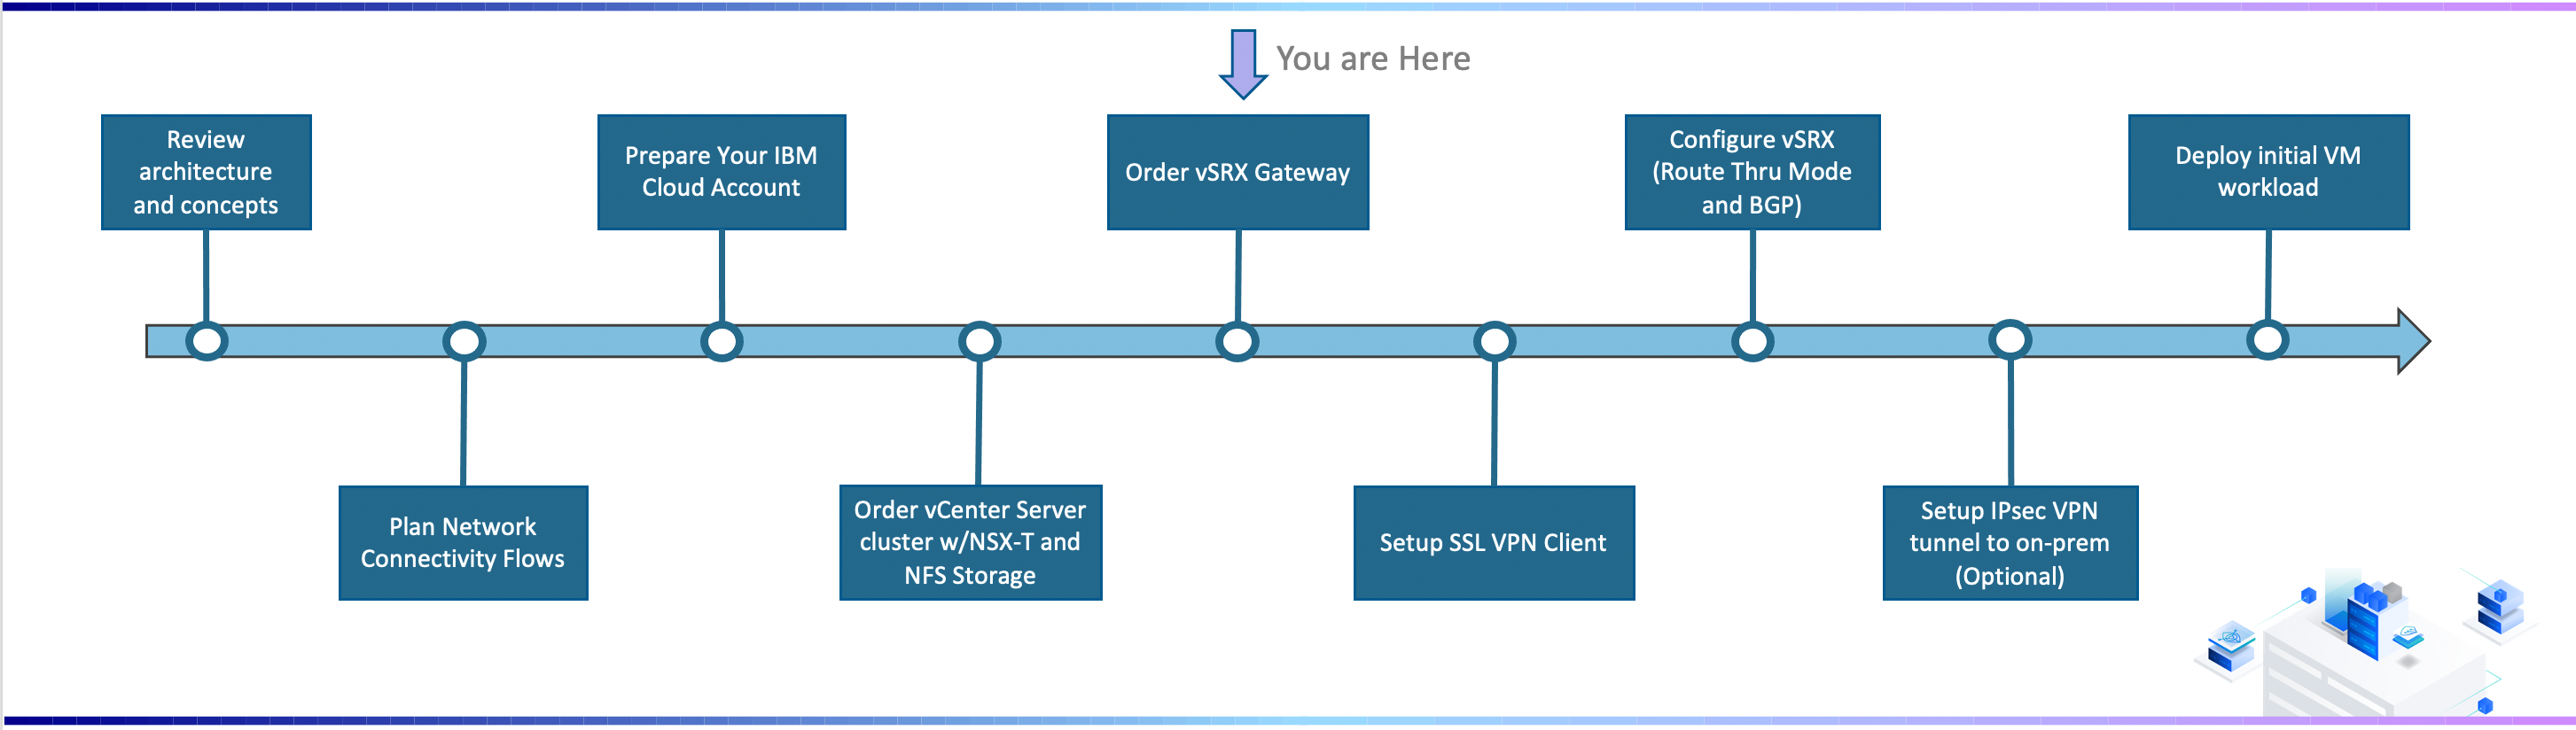 You are Here
Review
architecture
and concepts
Prepare Your IBM
Cloud Account
Order vSRX Gateway
Configure vSRX
(Route Thru Mode
and BGP)
Deploy initial VM
workload
Plan Network
Connectivity Flows
Order vCenter Server
cluster w/NSX-T and
NFS Storage
Setup SSL VPN Client
Setup IPsec VPN
tunnel to on-prem
(Optional)